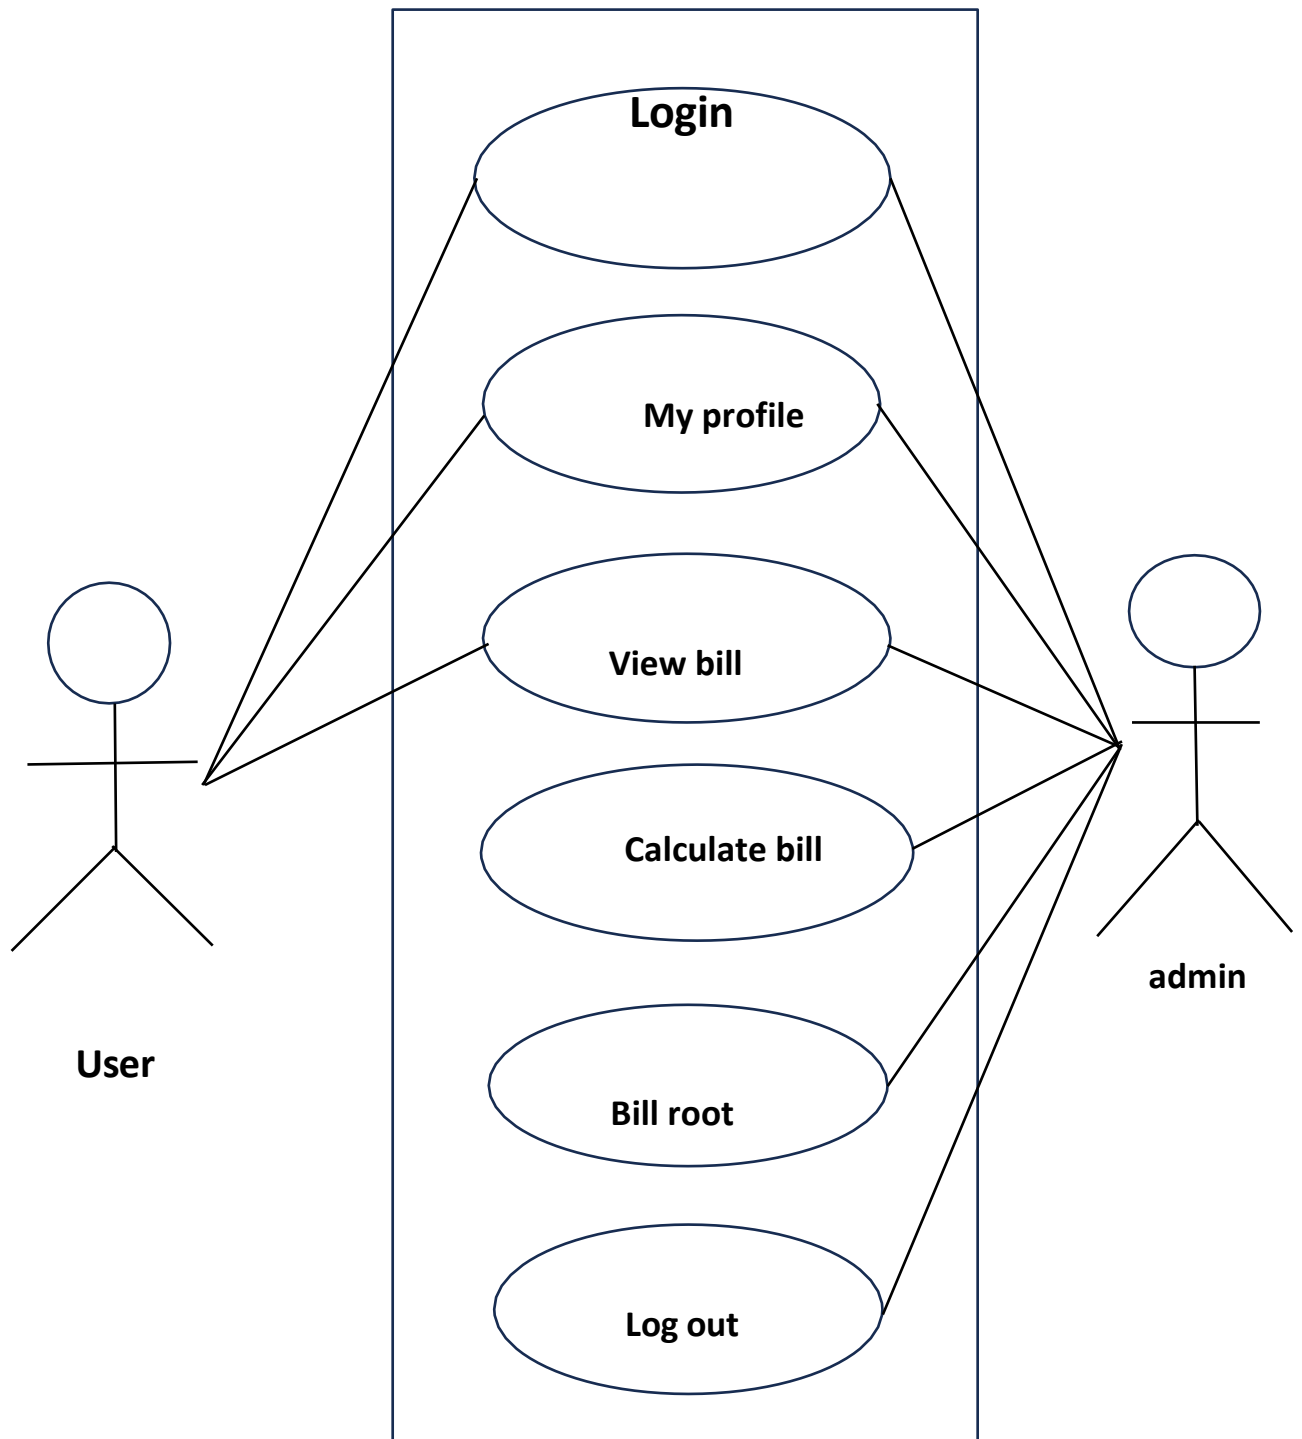 Login
My profile
View bill
Calculate bill
admin
User
Bill root
Log out